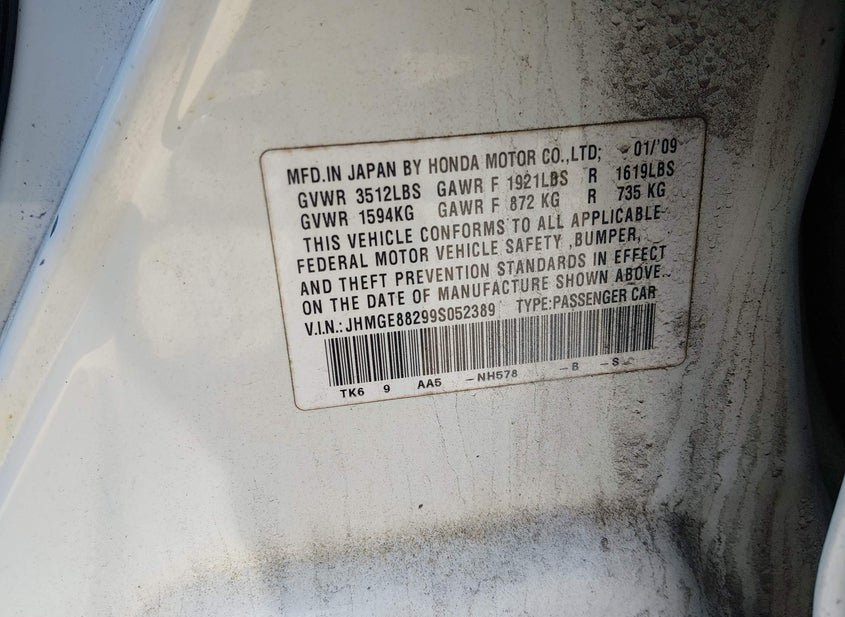 MFD.IN JAPAN BY HONDA MOTOR CO.,LTD; 01/'09
GVWR 3512LBS GAWR F 1921LBS R 1619LBS
GVWR 1594KG GAWR F 872 KG R 735 KG
THIS VEHICLE CONFORMS TO ALL APPLICABLE
FEDERAL MOTOR VEHICLE SAFETY ,BUMPER,
AND THEFT PREVENTION STANDARDS IN EFFECT
ON THE DATE OF MANUFACTURE SHOWN ABOVE..
V.I.N.: JHMGE88299S052389 TYPE:PASSENGER CAR
TK6 9 AA5 -NH578 -B -S